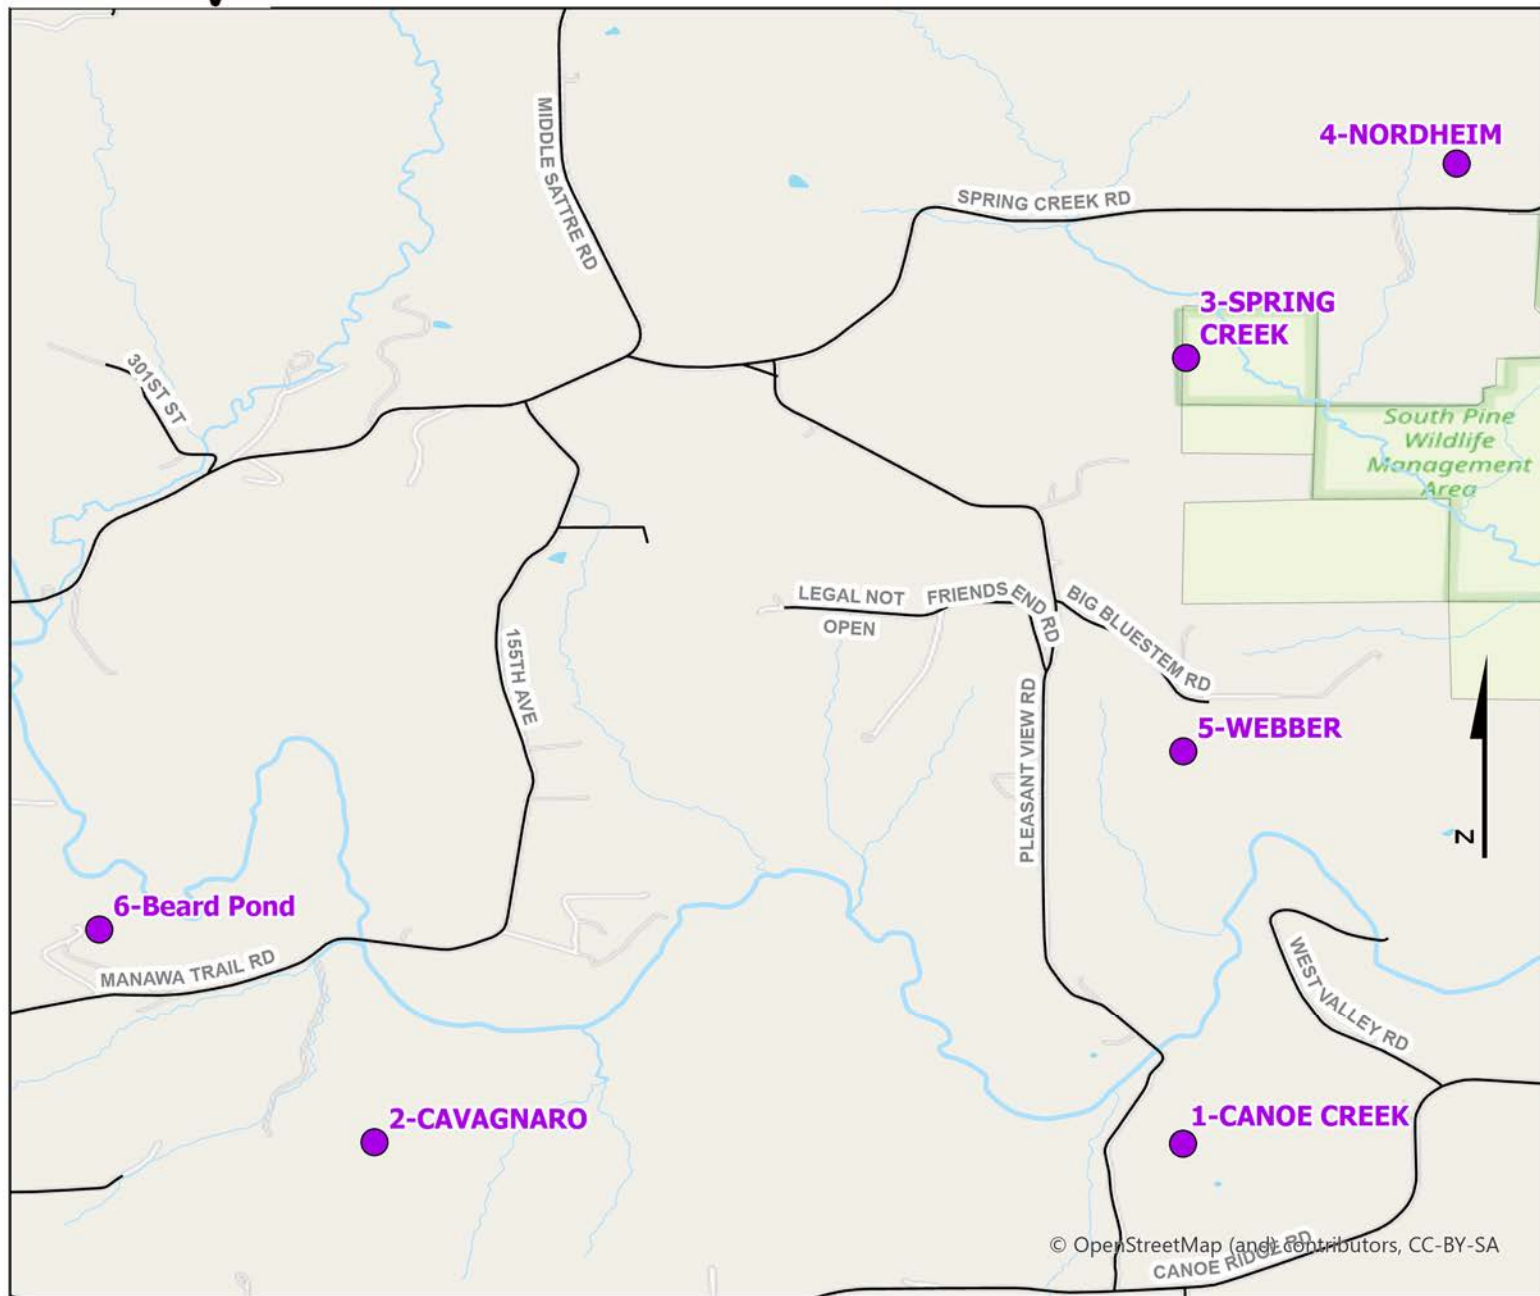 MIDDLE SATTRE RD
4-NORDHEIM
SPRING CREEK RD
3-SPRING
CREEK
301ST ST
South Pine
Wildlife
Management
Area
LEGAL NOT
OPEN
FRIENDS END RD
BIG BLUESTEM RD
155TH AVE
PLEASANT VIEW RD
5-WEBBER
N
6-Beard Pond
MANAWA TRAIL RD
WEST VALLEY RD
2-CAVAGNARO
1-CANOE CREEK
© OpenStreetMap (and) contributors, CC-BY-SA
CANOE RIDGE RD